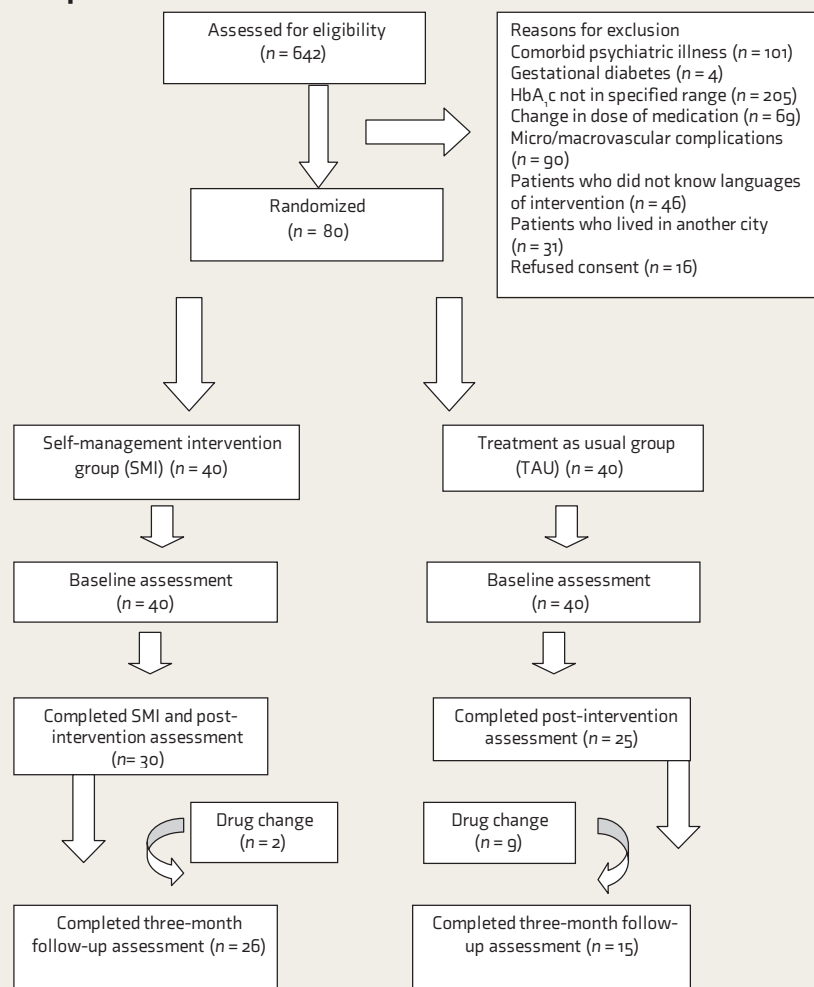 Assessed for eligibility
(n = 642)
Reasons for exclusion
Comorbid psychiatric illness (n = 101)
Gestational diabetes (n = 4)
HbA1c not in specified range (n = 205)
Change in dose of medication (n = 69)
Micro/macrovascular complications
(n = 90)
Patients who did not know languages
of intervention (n = 46)
Patients who lived in another city
(n = 31)
Refused consent (n = 16)
Randomized
(n = 80)
Self-management intervention
group (SMI) (n = 40)
Treatment as usual group
(TAU) (n = 40)
Baseline assessment
(n = 40)
Baseline assessment
(n = 40)
Completed SMI and post-
intervention assessment
(n= 30)
Completed post-intervention
assessment (n = 25)
Drug change
(n = 2)
Drug change
(n = 9)
Completed three-month
follow-up assessment (n = 26)
Completed three-month follow-
up assessment (n = 15)